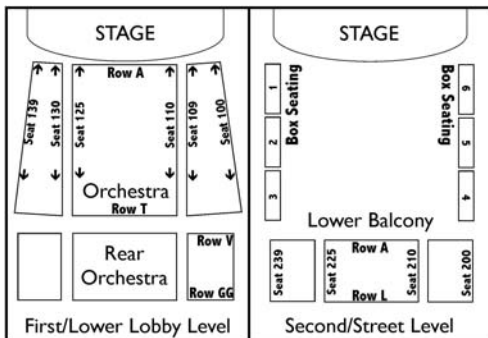 STAGE
Row A
Seat 139
Seat 130
Seat 125
Seat 110
Seat 109
Seat 100
Orchestra
Row T
Rear
Orchestra
Row V
Row GG
First/Lower Lobby Level
STAGE
1
Box Seating
2
3
Box Seating
6
5
4
Lower Balcony
Seat 239
Seat 225
Row A
Row L
Seat 210
Seat 200
Second/Street Level